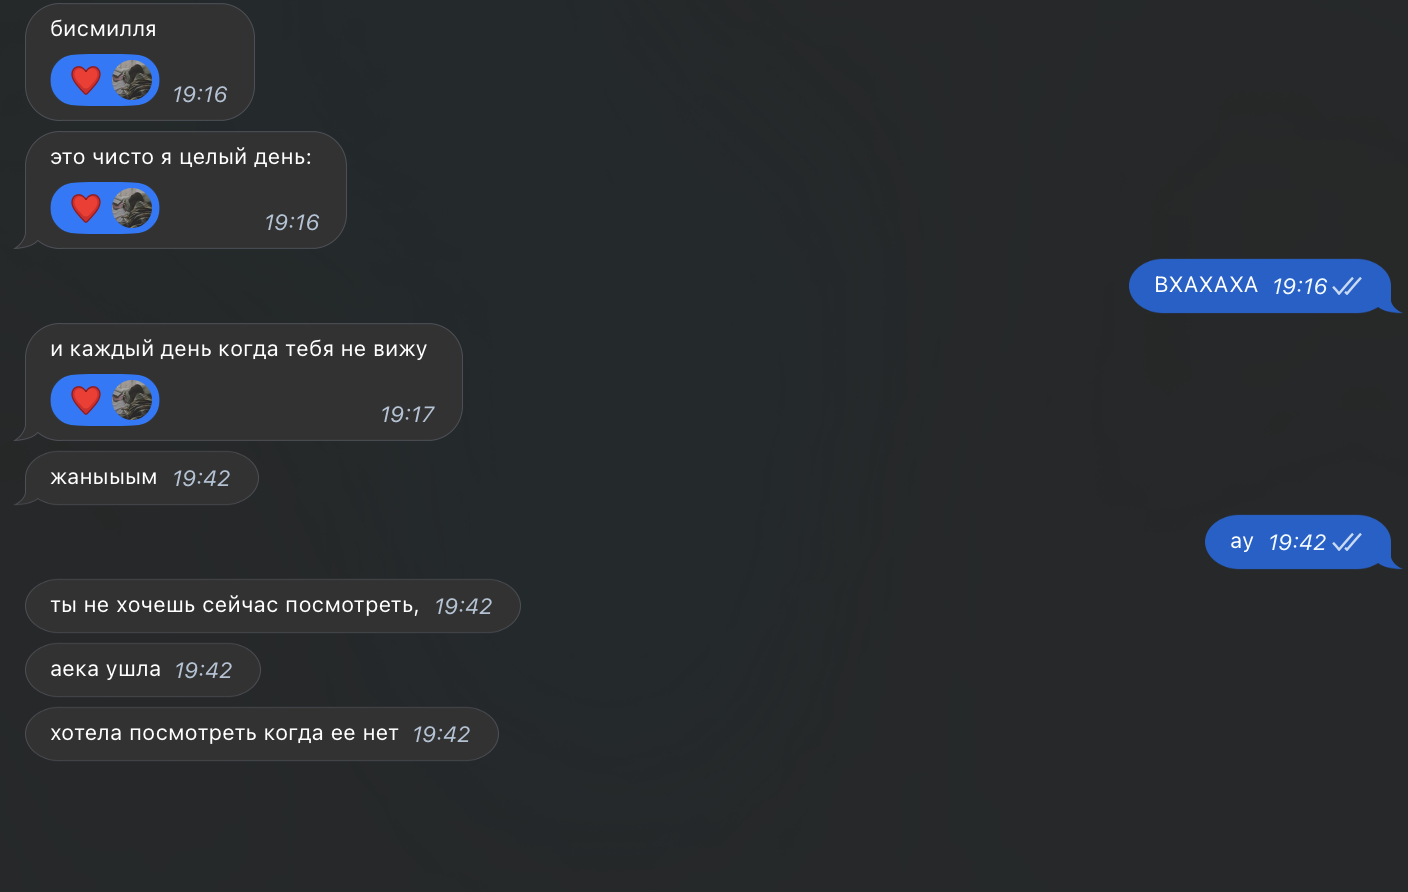 бисмилля
19:16
это чисто я целый день:
19:16
ВХАХАХА 19:16
и каждый день когда тебя не вижу
19:17
жаныыым 19:42
ау 19:42
ты не хочешь сейчас посмотреть, 19:42
аека ушла 19:42
хотела посмотреть когда ее нет 19:42